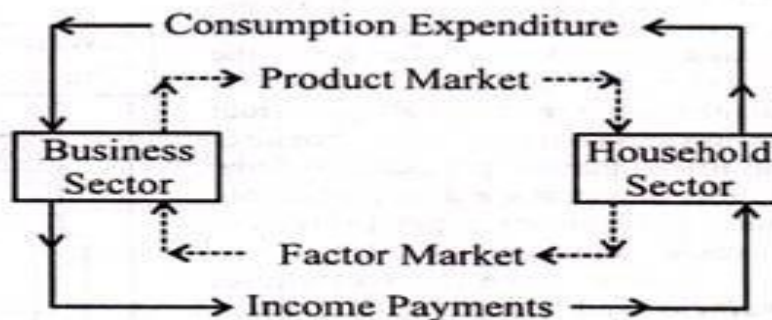 Consumption Expenditure
Product Market
Business
Sector
Household
Sector
Factor Market
Income Payments